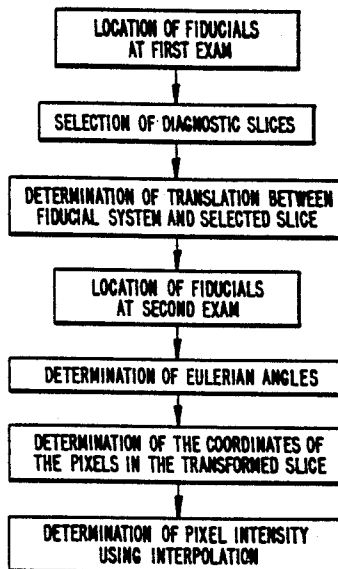 LOCATION OF FIDUCIALS
AT FIRST EXAM
SELECTION OF DIAGNOSTIC SLICES
DETERMINATION OF TRANSLATION BETWEEN
FIDUCIAL SYSTEM AND SELECTED SLICE
LOCATION OF FIDUCIALS
AT SECOND EXAM
DETERMINATION OF EULERIAN ANGLES
DETERMINATION OF THE COORDINATES OF
THE PIXELS IN THE TRANSFORMED SLICE
DETERMINATION OF PIXEL INTENSITY
USING INTERPOLATION